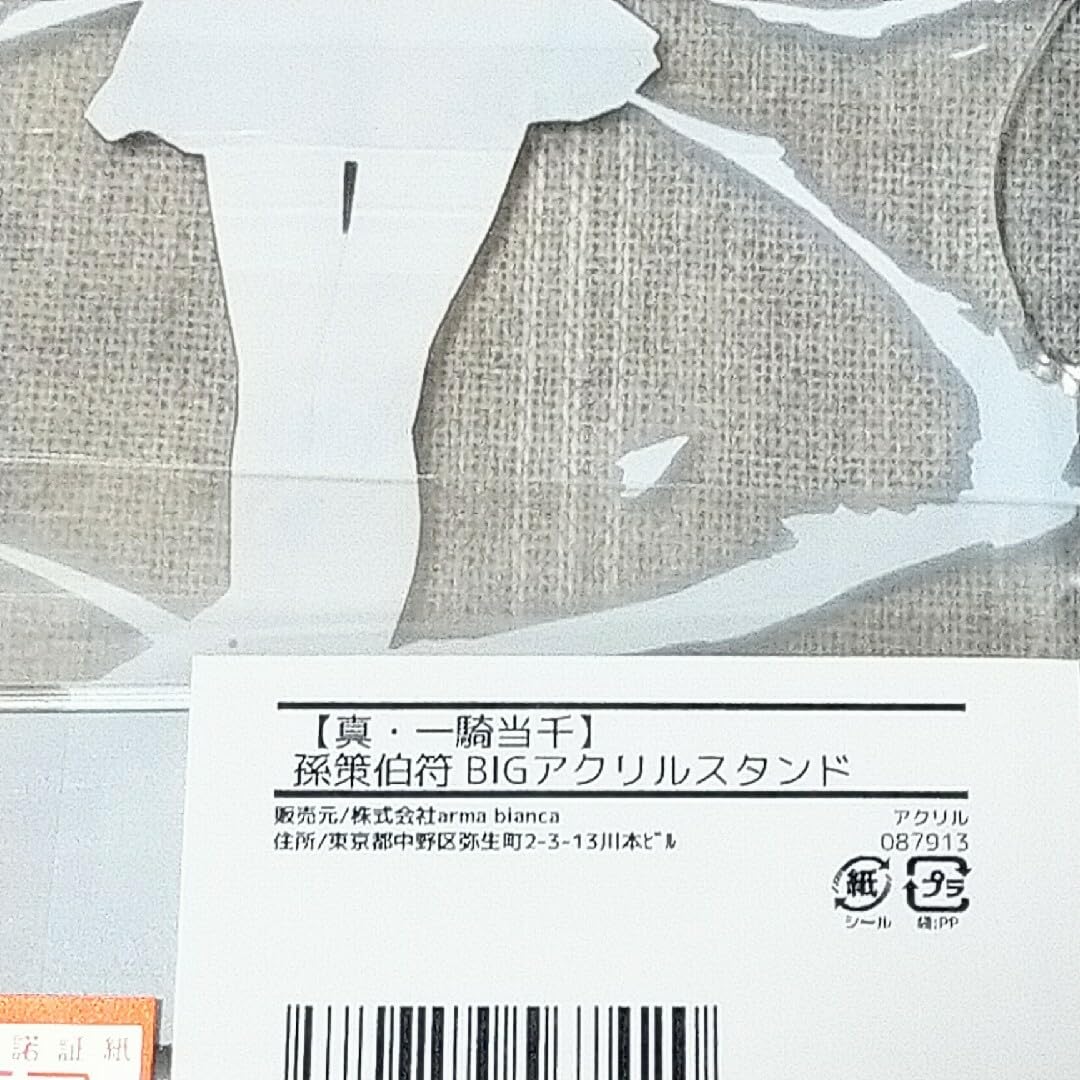 【真・一騎当千】
孫策伯符 BIGアクリルスタンド
販売元/株式会社arma bianca
住所/東京都中野区弥生町2-3-13川本ﾋﾞﾙ
アクリル
087913
紙 プラ
シール 袋:PP
諾証紙